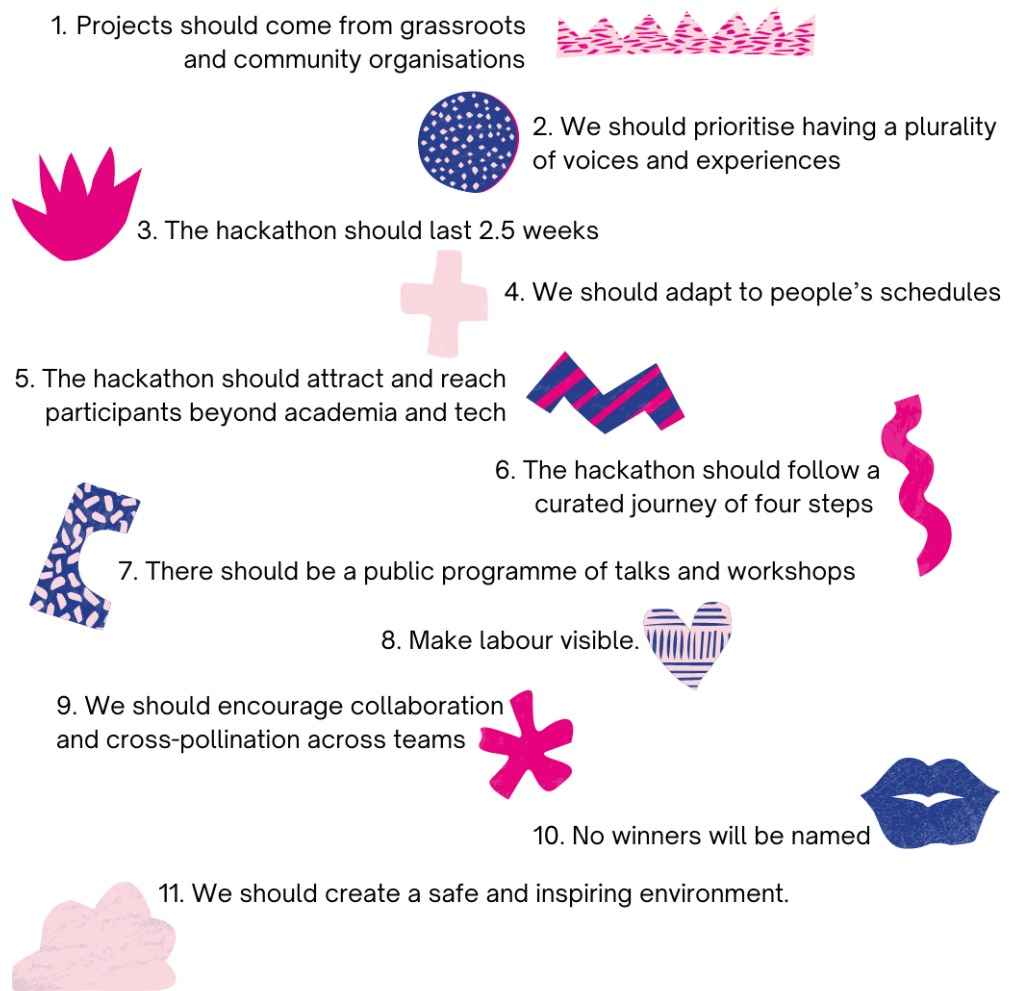 1. Projects should come from grassroots
and community organisations
2. We should prioritise having a plurality
of voices and experiences
3. The hackathon should last 2.5 weeks
4. We should adapt to people’s schedules
5. The hackathon should attract and reach
participants beyond academia and tech
6. The hackathon should follow a
curated journey of four steps
7. There should be a public programme of talks and workshops
8. Make labour visible.
9. We should encourage collaboration
and cross-pollination across teams
10. No winners will be named
11. We should create a safe and inspiring environment.